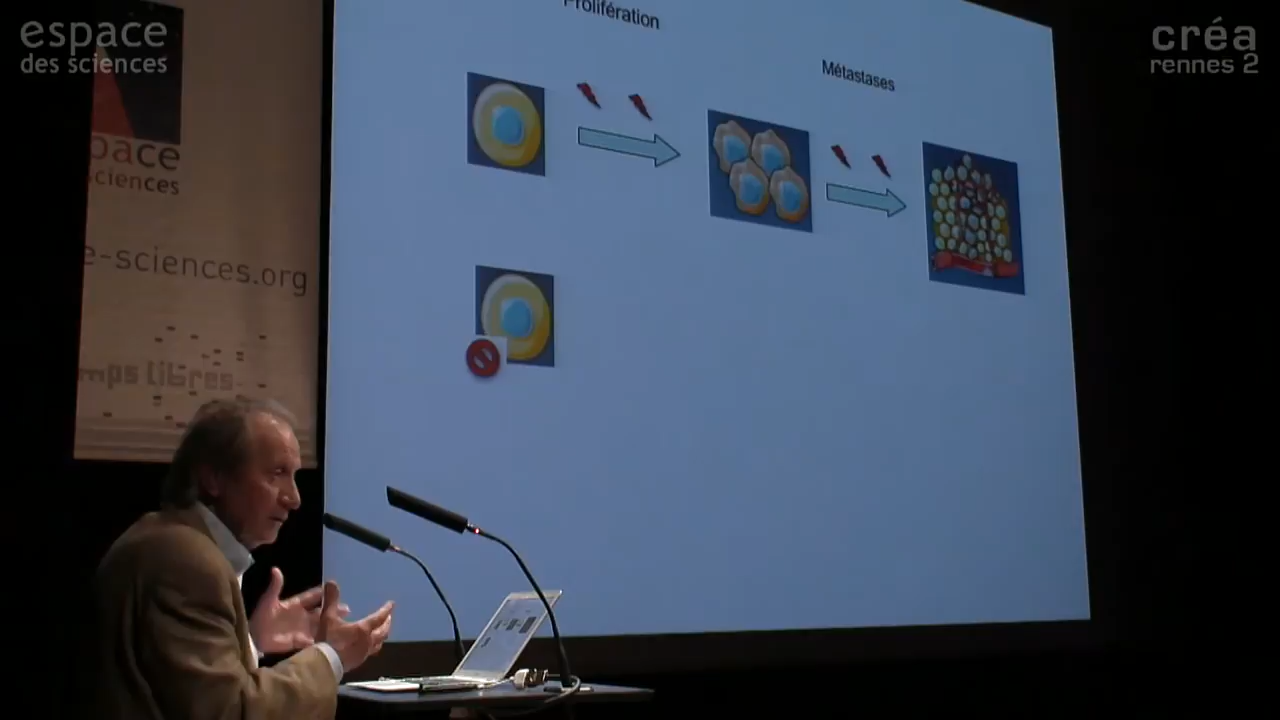 espace
des sciences
créa
rennes 2
Prolifération
Métastases
pace
sciences
e-sciences.org
mps libres